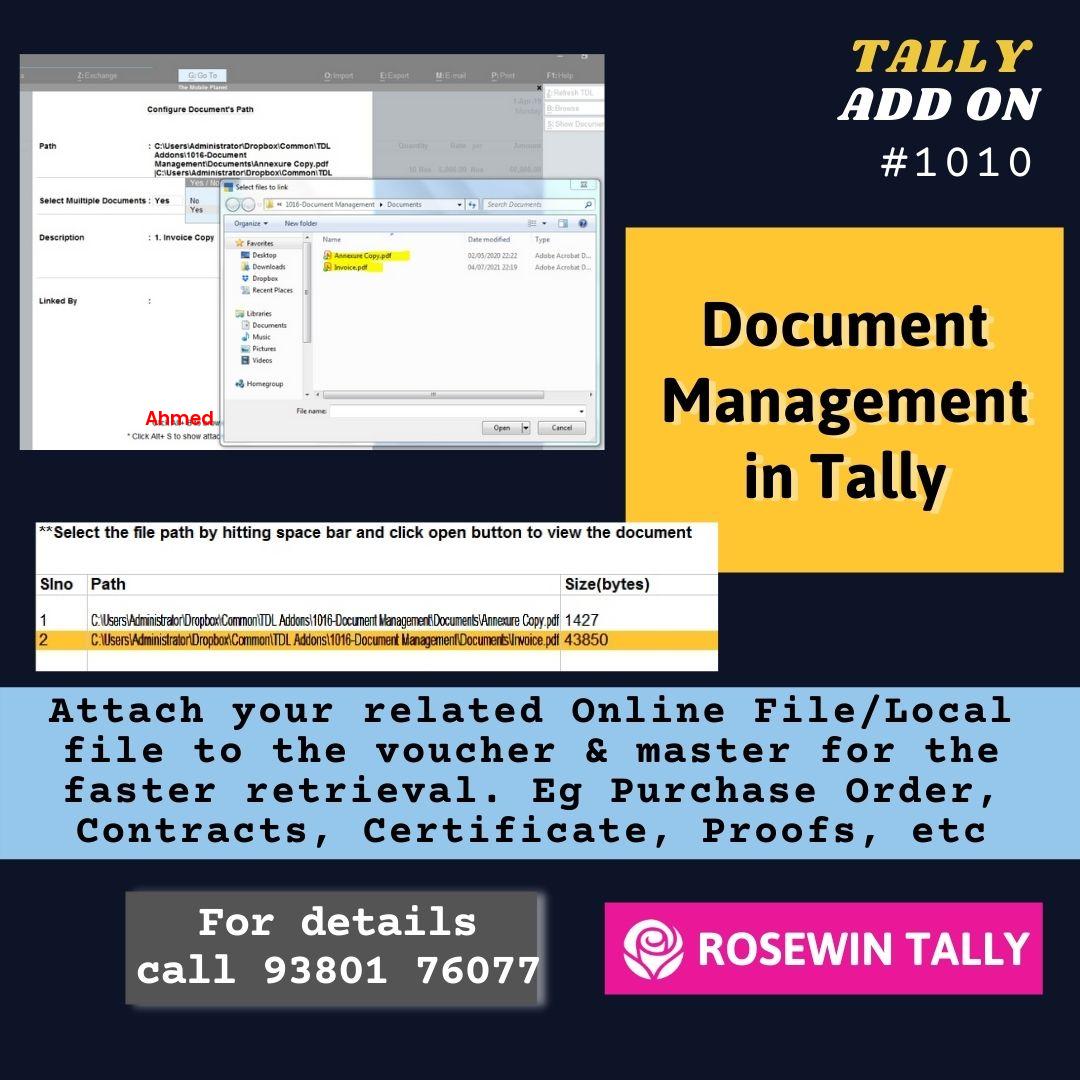 TALLY
ADD ON
#1010
Z: Exchange
G: Go To
O: Import
E: Export
M: E-mail
P: Print
F1: Help
The Mobile Planet
Configure Document's Path
1-Apr-19
Monday
Z: Refresh TDL
B: Browse
S: Show Documen
Path : C:\Users\Administrator\Dropbox\Common\TDL
Addons\1016-Document
Management\Documents\Annexure Copy.pdf
|C:\Users\Administrator\Dropbox\Common\TDL
Quantity Rate per Amount
Yes / No
No
Yes
Select Muiltiple Documents : Yes
Description : 1. Invoice Copy
Linked By :
Ahmed
* Click Alt+ S to show attac
Select files to link
1016-Document Management Documents
Search Documents
Organize
New folder
Favorites
Desktop
Downloads
Dropbox
Recent Places
Libraries
Documents
Music
Pictures
Videos
Homegroup
Name Date modified Type
Annexure Copy.pdf 02/05/2020 22:22 Adobe Acrobat D...
Invoice.pdf 04/07/2021 22:19 Adobe Acrobat D...
File name:
Open
Cancel
Document
Management
in Tally
**Select the file path by hitting space bar and click open button to view the document
Slno Path Size(bytes)
1 C:\Users\Administrator\Dropbox\Common\TDL Addons\1016-Document Management\Documents\Annexure Copy.pdf 1427
2 C:\Users\Administrator\Dropbox\Common\TDL Addons\1016-Document Management\Documents\Invoice.pdf 43850
Attach your related Online File/Local
file to the voucher & master for the
faster retrieval. Eg Purchase Order,
Contracts, Certificate, Proofs, etc
For details
call 93801 76077
ROSEWIN TALLY